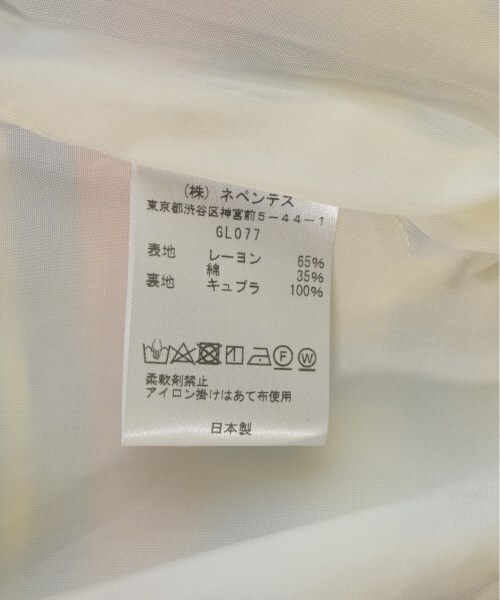 (株) ネペンテス
東京都渋谷区神宮前5-44-1
GL077
表地 レーヨン 65%
綿 35%
裏地 キュプラ 100%
F W
柔軟剤禁止
アイロン掛けはあて布使用
日本製